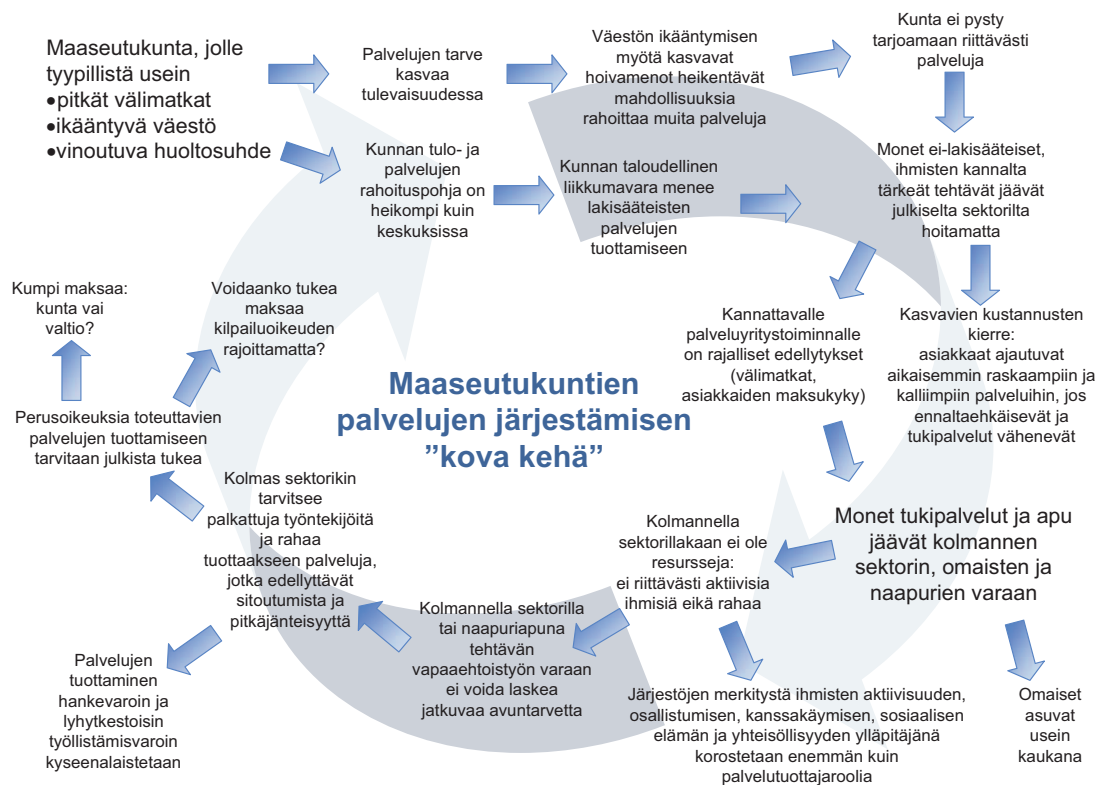 Maaseutukunta, jolle
tyypillistä usein
•pitkät välimatkat
•ikääntyvä väestö
•vinoutuva huoltosuhde
Palvelujen tarve
kasvaa
tulevaisuudessa
Väestön ikääntymisen
myötä kasvavat
hoivamenot heikentävät
mahdollisuuksia
rahoittaa muita palveluja
Kunta ei pysty
tarjoamaan riittävästi
palveluja
Kunnan tulo- ja
palvelujen
rahoituspohja on
heikompi kuin
keskuksissa
Kunnan taloudellinen
liikkumavara menee
lakisääteisten
palvelujen
tuottamiseen
Monet ei-lakisääteiset,
ihmisten kannalta
tärkeät tehtävät jäävät
julkiselta sektorilta
hoitamatta
Kumpi maksaa:
kunta vai
valtio?
Voidaanko tukea
maksaa
kilpailuoikeuden
rajoittamatta?
Kannattavalle
palveluyritystoiminnalle
on rajalliset edellytykset
(välimatkat,
asiakkaiden maksukyky)
Kasvavien kustannusten
kierre:
asiakkaat ajautuvat
aikaisemmin raskaampiin ja
kalliimpiin palveluihin, jos
ennaltaehkäisevät ja
tukipalvelut vähenevät
Maaseutukuntien
palvelujen järjestämisen
”kova kehä”
Perusoikeuksia toteuttavien
palvelujen tuottamiseen
tarvitaan julkista tukea
Kolmas sektorikin
tarvitsee
palkattuja työntekijöitä
ja rahaa
tuottaakseen palveluja,
jotka edellyttävät
sitoutumista ja
pitkäjänteisyyttä
Kolmannella
sektorillakaan ei ole
resursseja:
ei riittävästi aktiivisia
ihmisiä eikä rahaa
Monet tukipalvelut ja apu
jäävät kolmannen
sektorin, omaisten ja
naapurien varaan
Kolmannella sektorilla
tai naapuriapuna
tehtävän
vapaaehtoistyön varaan
ei voida laskea
jatkuvaa avuntarvetta
Palvelujen
tuottaminen
hankevaroin ja
lyhytkestoisin
työllistämisvaroin
kyseenalaistetaan
Järjestöjen merkitystä ihmisten aktiivisuuden,
osallistumisen, kanssakäymisen, sosiaalisen
elämän ja yhteisöllisyyden ylläpitäjänä
korostetaan enemmän kuin
palvelutuottajaroolia
Omaiset
asuvat
usein
kaukana